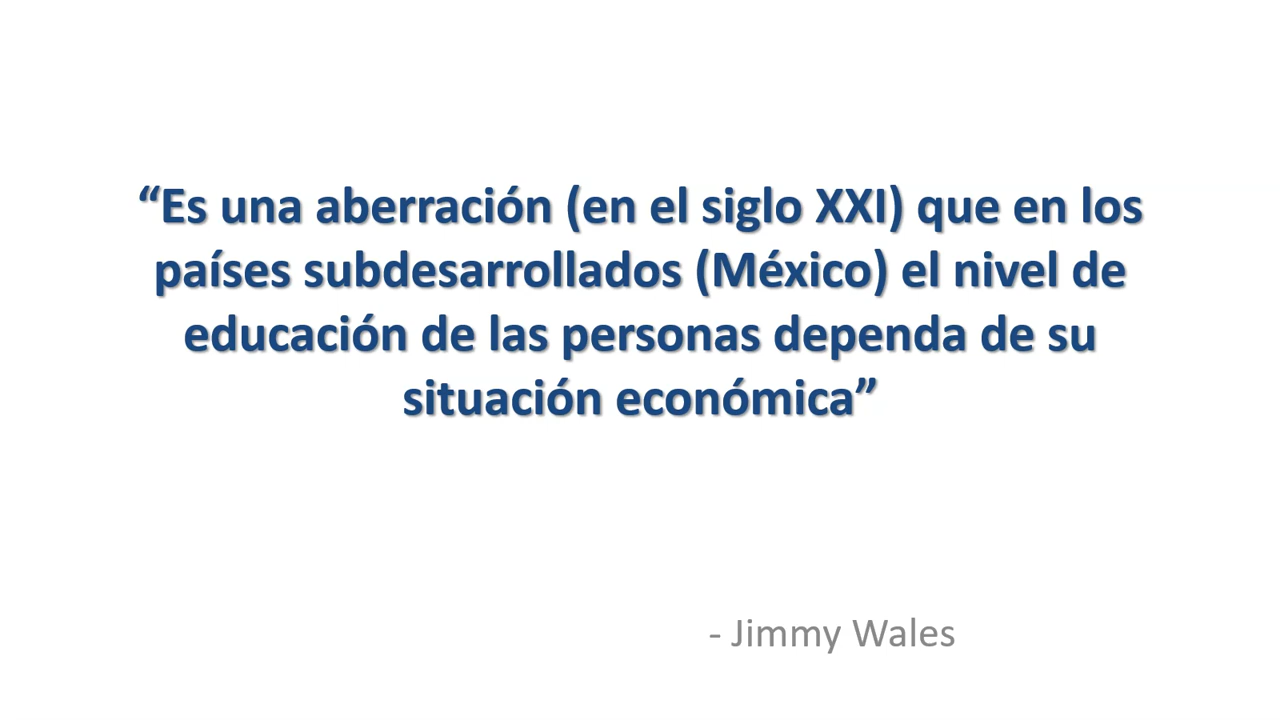 “Es una aberración (en el siglo XXI) que en los
países subdesarrollados (México) el nivel de
educación de las personas dependa de su
situación económica”
- Jimmy Wales